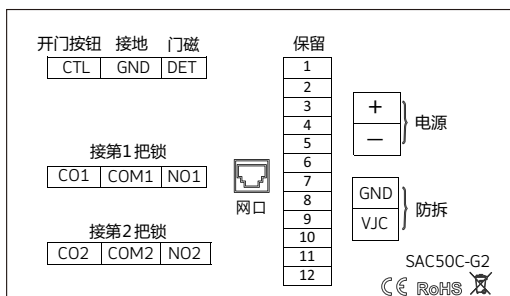 开门按钮 接地 门磁
CTL GND DET
接第1把锁
CO1 COM1 NO1
接第2把锁
CO2 COM2 NO2
网口
保留
1
2
3
4
5
6
7
8
9
10
11
12
+
−
电源
GND
VJC
防拆
SAC50C-G2
CE RoHS